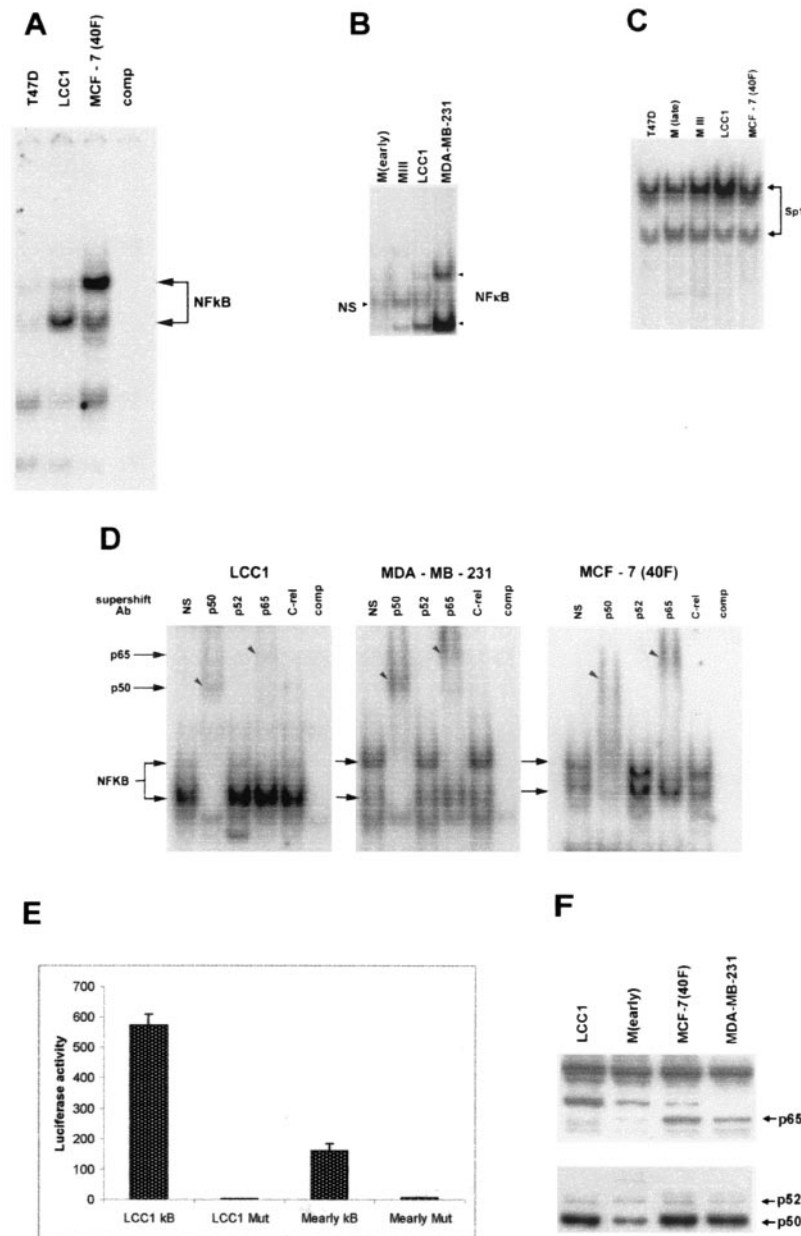 A
T47D
LCC1
MCF - 7 (40F)
comp
NFkB
B
M(early)
MIII
LCC1
MDA-MB-231
NS
NFκB
C
T47D
M (late)
M III
LCC1
MCF - 7 (40F)
Sp1
D
LCC1
MDA - MB - 231
MCF - 7 (40F)
supershift
Ab
NS
p50
p52
p65
C-rel
comp
NS
p50
p52
p65
C-rel
comp
NS
p50
p52
p65
C-rel
comp
p65
p50
NFKB
E
Luciferase activity
700
600
500
400
300
200
100
0
LCC1 kB
LCC1 Mut
Mearly kB
Mearly Mut
F
LCC1
M(early)
MCF-7(40F)
MDA-MB-231
p65
p52
p50